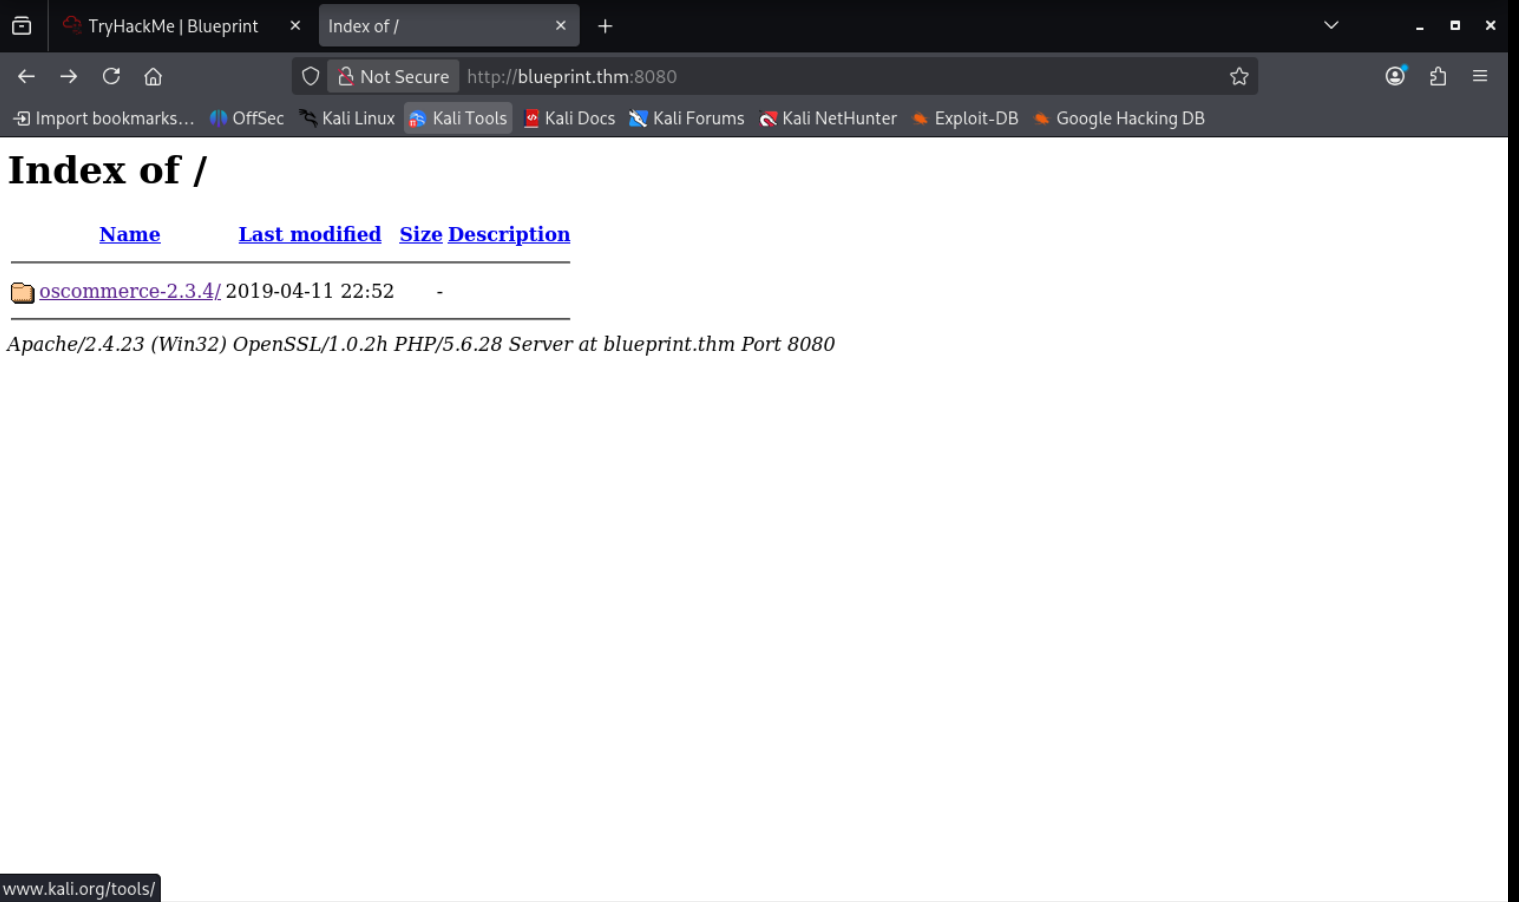 TryHackMe | Blueprint
Index of /
Not Secure http://blueprint.thm:8080
Import bookmarks... OffSec Kali Linux Kali Tools Kali Docs Kali Forums Kali NetHunter Exploit-DB Google Hacking DB
Index of /
Name Last modified Size Description
oscommerce-2.3.4/ 2019-04-11 22:52 -
Apache/2.4.23 (Win32) OpenSSL/1.0.2h PHP/5.6.28 Server at blueprint.thm Port 8080
www.kali.org/tools/